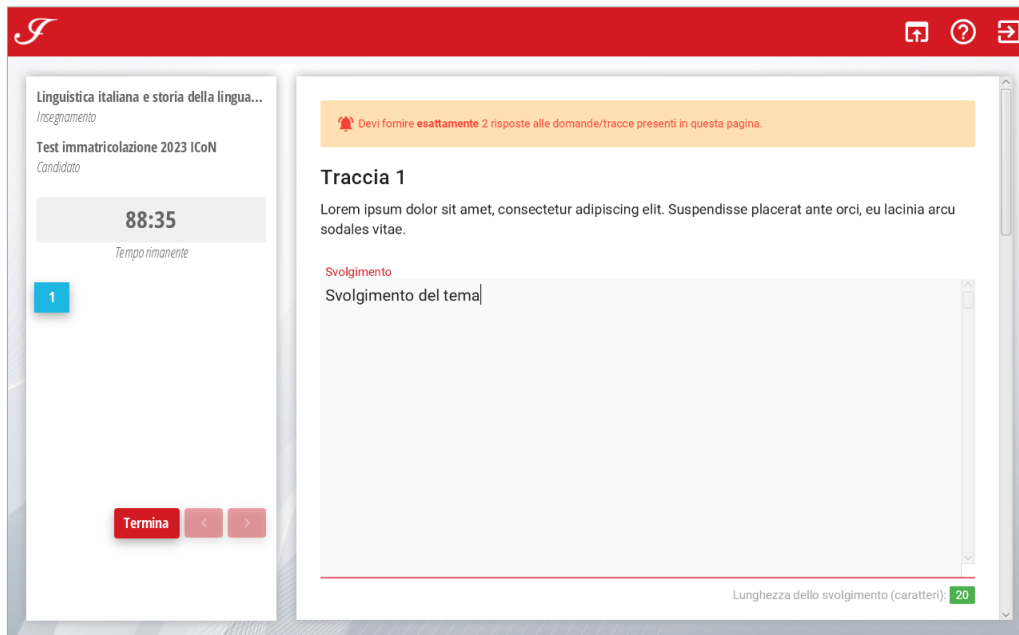 Linguistica italiana e storia della lingua...
Insegnamento
Test immatricolazione 2023 ICoN
Candidato
88:35
Tempo rimanente
1
Termina
Devi fornire esattamente 2 risposte alle domande/tracce presenti in questa pagina.
Traccia 1
Lorem ipsum dolor sit amet, consectetur adipiscing elit. Suspendisse placerat ante orci, eu lacinia arcu
sodales vitae.
Svolgimento
Svolgimento del tema
Lunghezza dello svolgimento (caratteri): 20